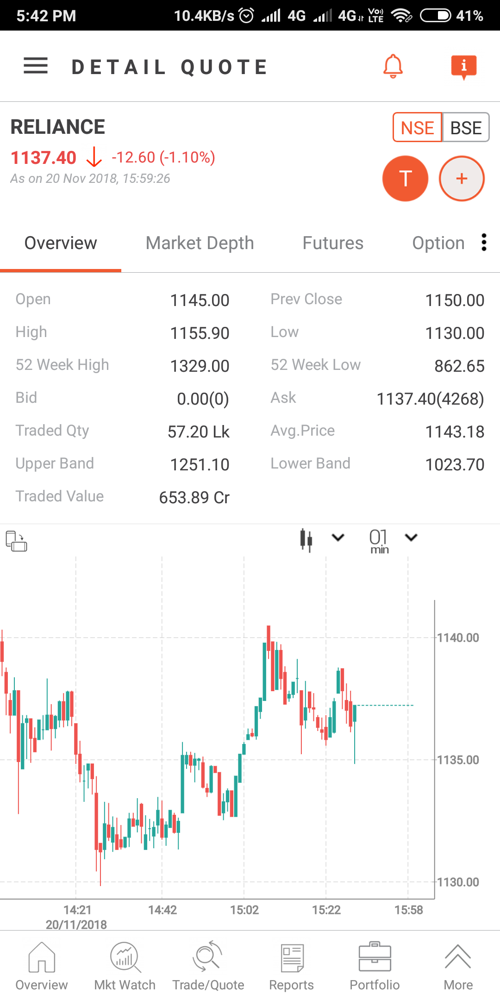 5:42 PM 10.4KB/s 4G 4G Vo)) LTE 41%
DETAIL QUOTE
RELIANCE NSE BSE
1137.40 -12.60 (-1.10%)
As on 20 Nov 2018, 15:59:26 T +
Overview Market Depth Futures Option
Open 1145.00 Prev Close 1150.00
High 1155.90 Low 1130.00
52 Week High 1329.00 52 Week Low 862.65
Bid 0.00(0) Ask 1137.40(4268)
Traded Qty 57.20 Lk Avg.Price 1143.18
Upper Band 1251.10 Lower Band 1023.70
Traded Value 653.89 Cr
01 min
1140.00
1135.00
1130.00
14:21 14:42 15:02 15:22 15:58
20/11/2018
Overview Mkt Watch Trade/Quote Reports Portfolio More